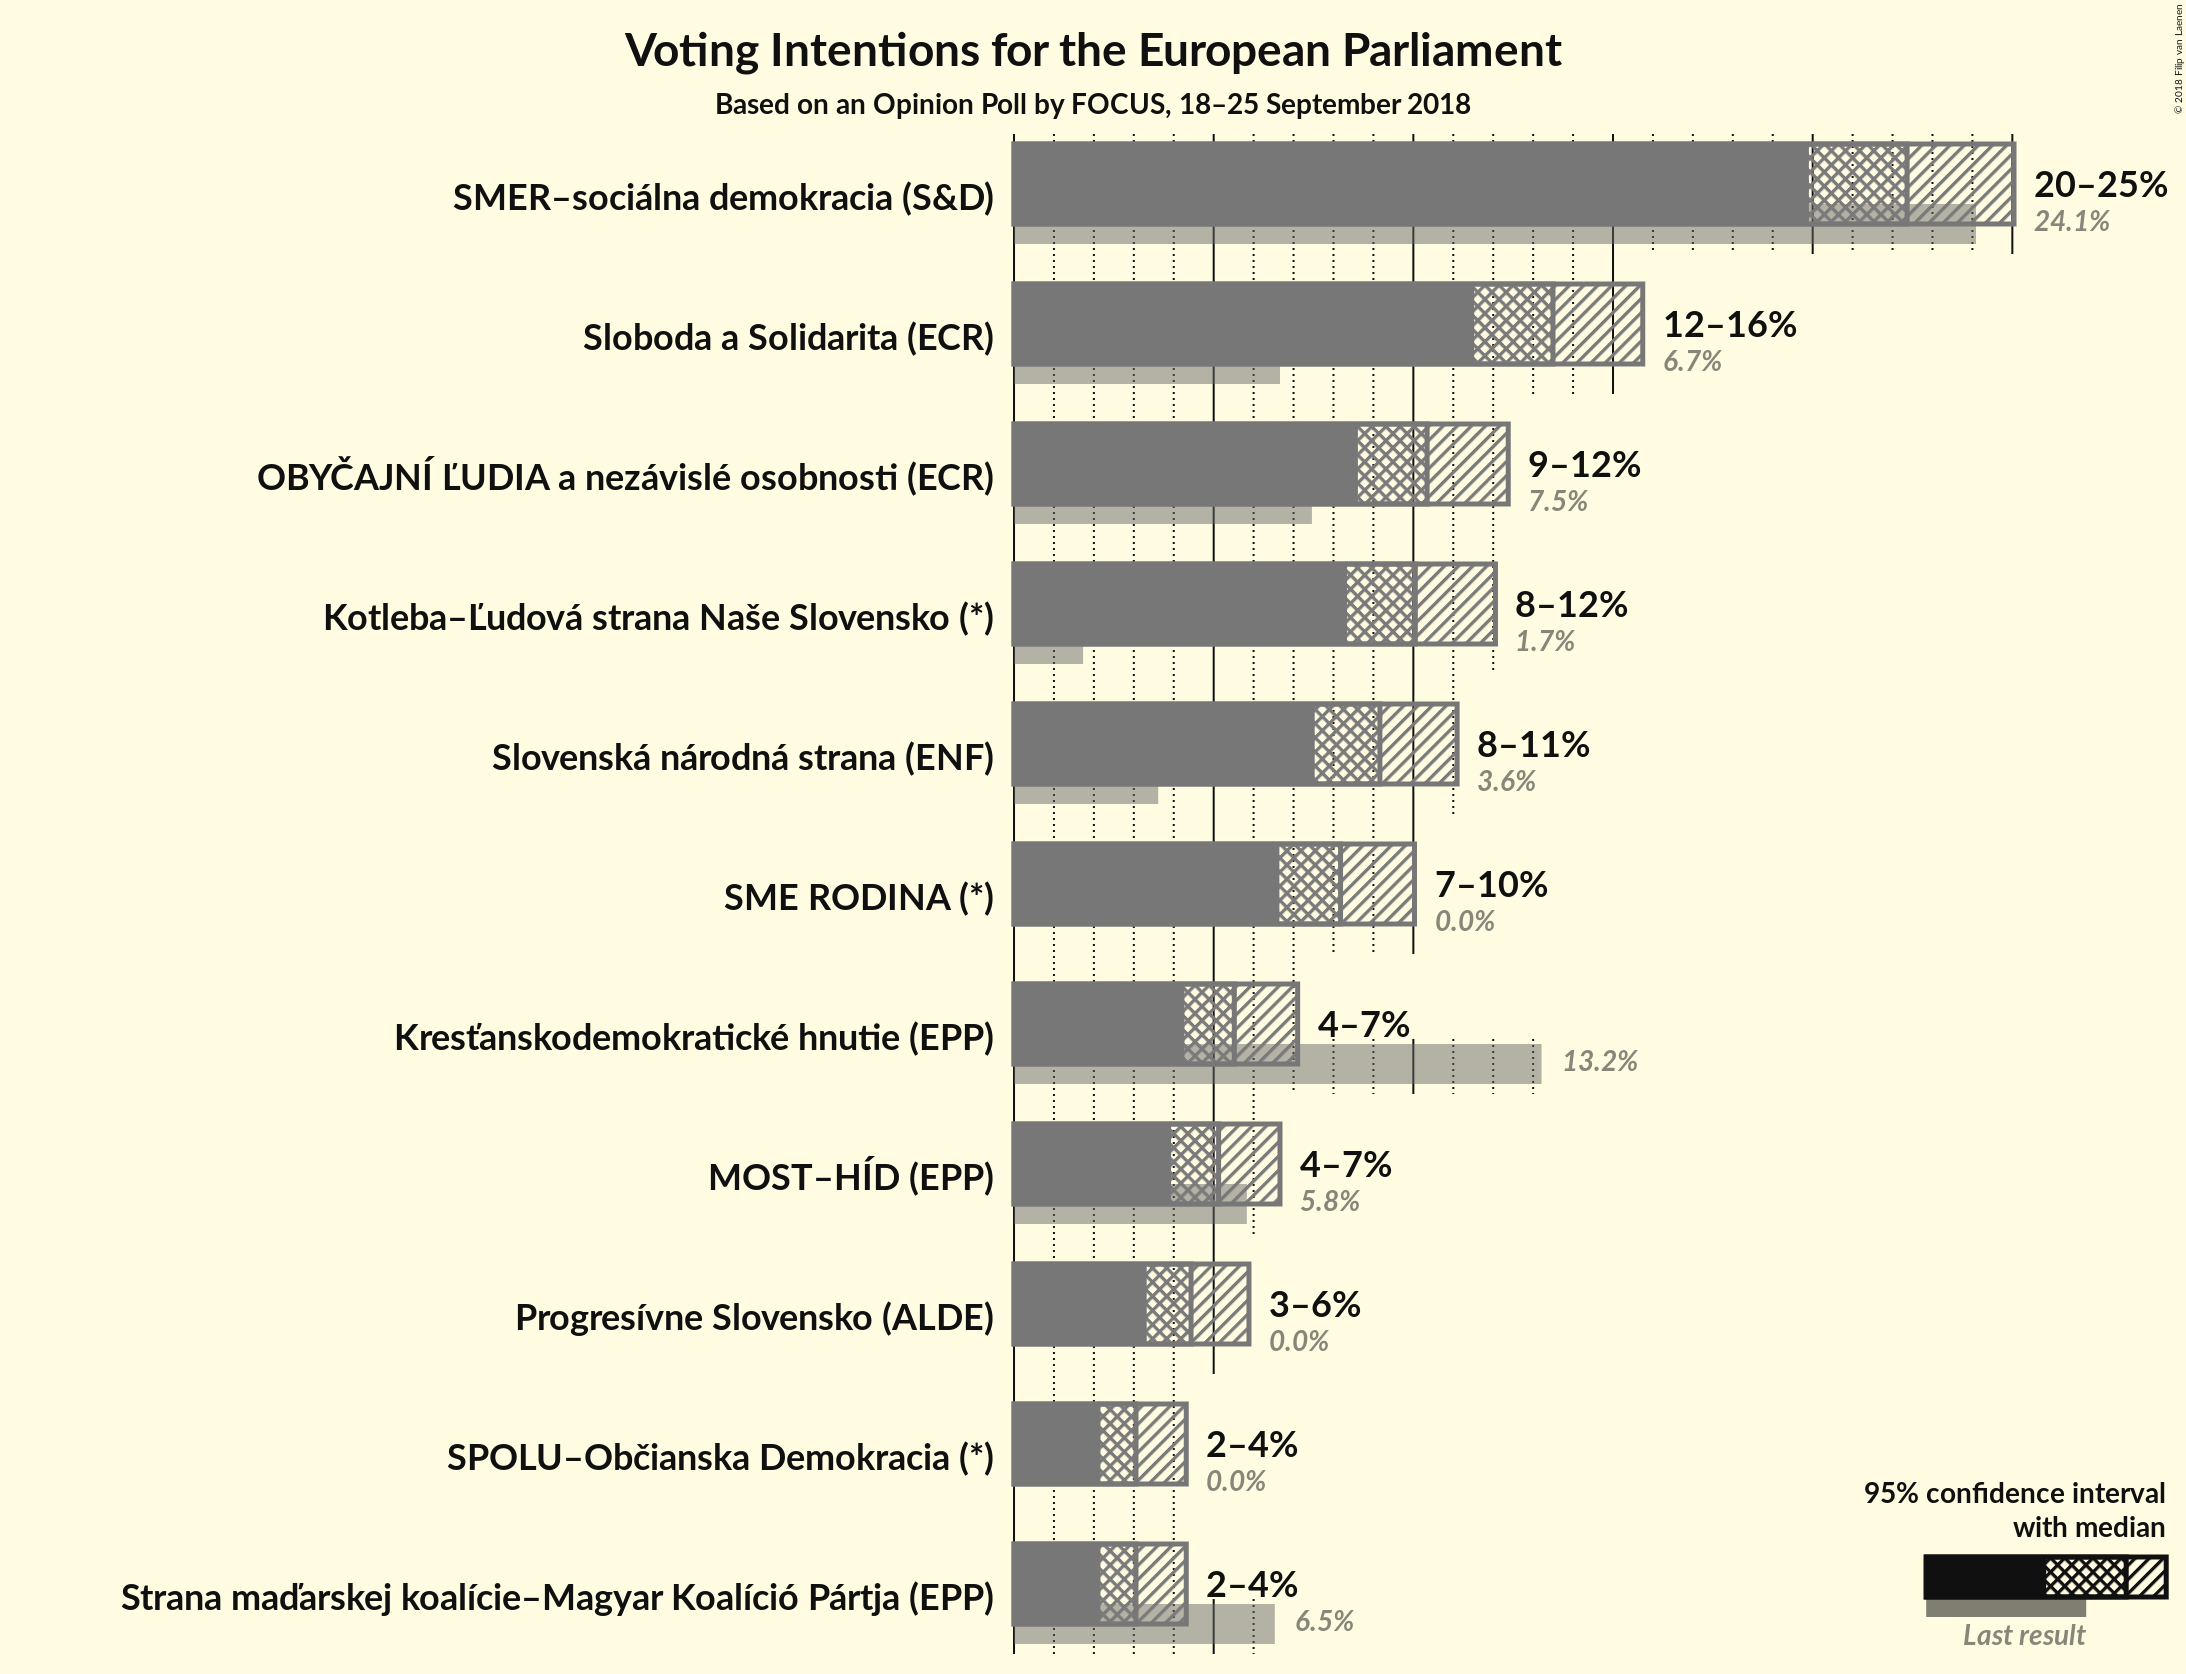 Voting Intentions for the European Parliament
Based on an Opinion Poll by FOCUS, 18–25 September 2018
© 2018 Filip van Laenen
SMER–sociálna demokracia (S&D)
20–25%
24.1%
Sloboda a Solidarita (ECR)
12–16%
6.7%
OBYČAJNÍ ĽUDIA a nezávislé osobnosti (ECR)
9–12%
7.5%
Kotleba–Ľudová strana Naše Slovensko (*)
8–12%
1.7%
Slovenská národná strana (ENF)
8–11%
3.6%
SME RODINA (*)
7–10%
0.0%
Kresťanskodemokratické hnutie (EPP)
4–7%
13.2%
MOST–HÍD (EPP)
4–7%
5.8%
Progresívne Slovensko (ALDE)
3–6%
0.0%
SPOLU–Občianska Demokracia (*)
2–4%
0.0%
Strana maďarskej koalície–Magyar Koalíció Pártja (EPP)
2–4%
6.5%
95% confidence interval
with median
Last result